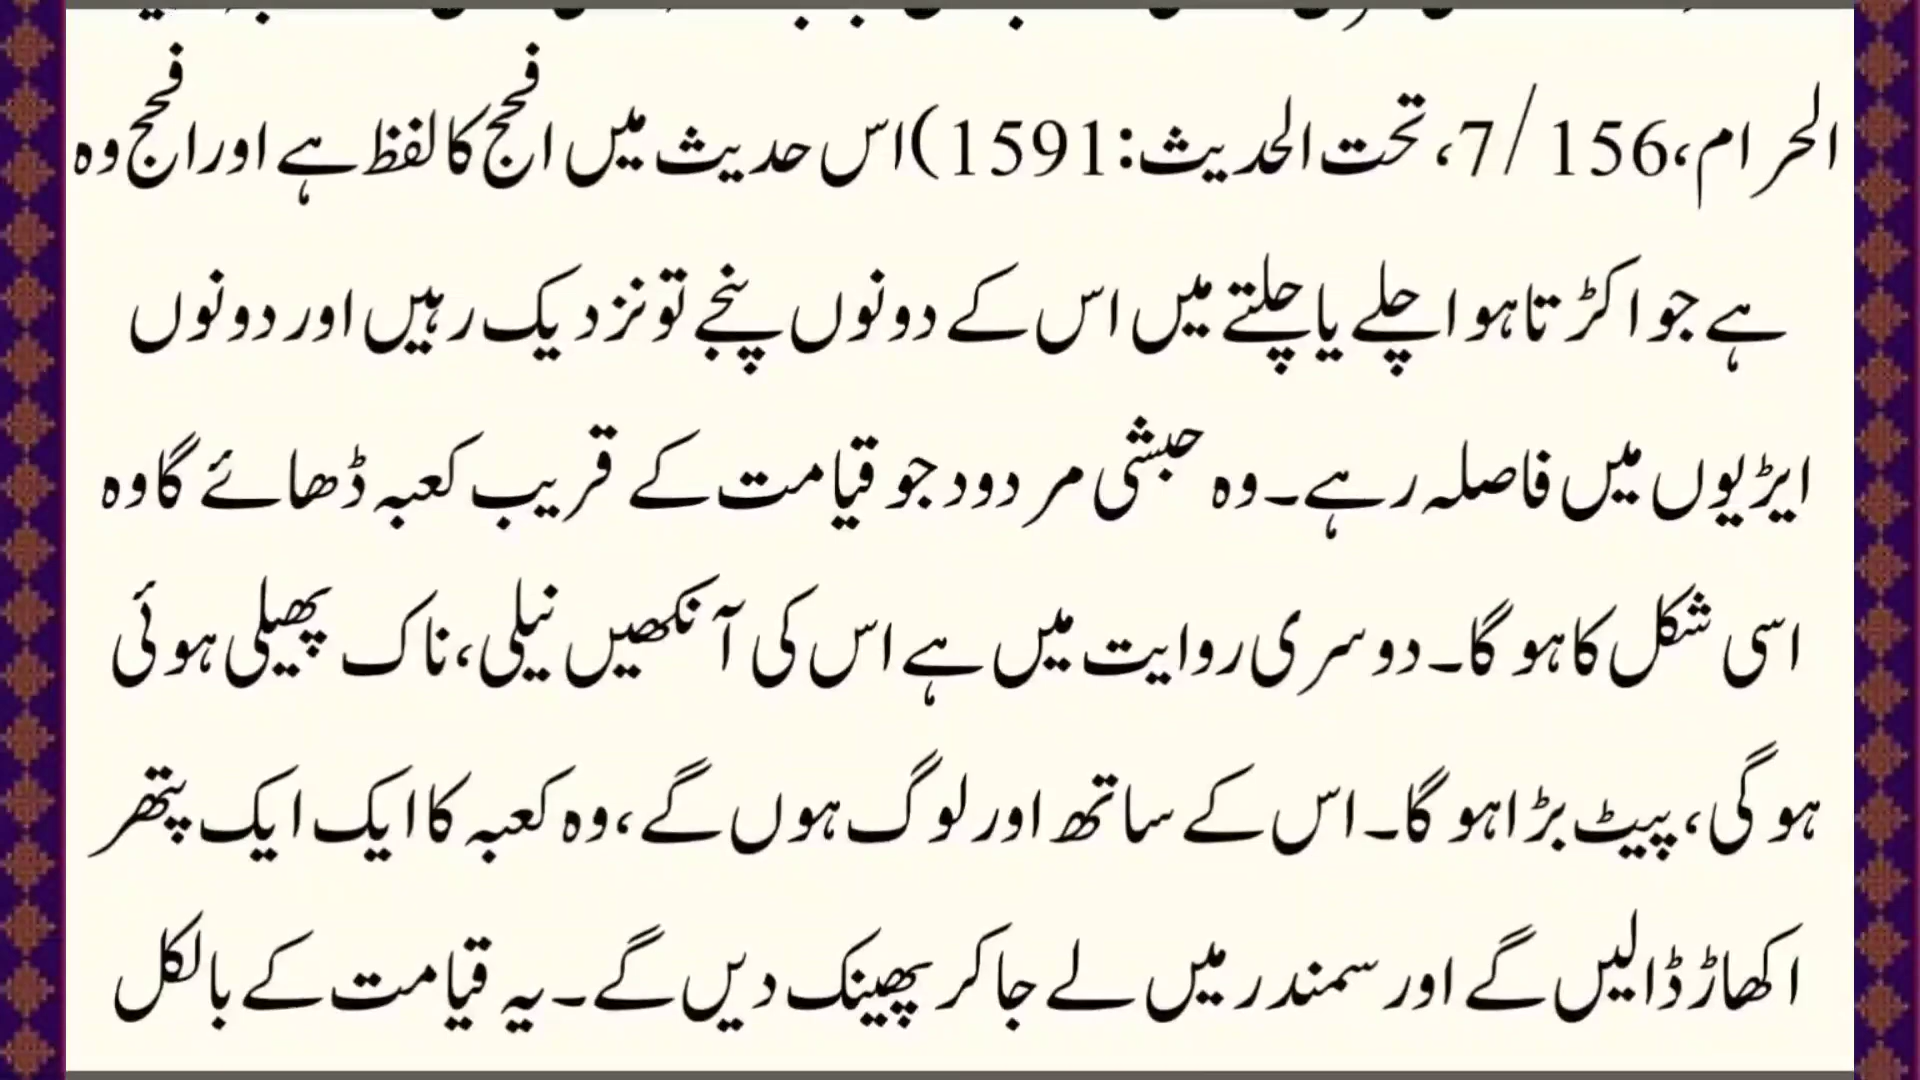 الحرام،156 /7، تحت الحدیث:1591)اس حدیث میں افحج کا لفظ ہے اور افحج وہ
ہے جو اکڑتا ہوا چلے یا چلتے میں اس کے دونوں پنجے تو نزدیک رہیں اور دونوں
ایڑیوں میں فاصلہ رہے۔ وہ حبشی مردود جو قیامت کے قریب کعبہ ڈھائے گا وہ
اسی شکل کا ہو گا۔ دوسری روایت میں ہے اس کی آنکھیں نیلی، ناک پھیلی ہوئی
ہو گی، پیٹ بڑا ہو گا۔ اس کے ساتھ اور لوگ ہوں گے، وہ کعبہ کا ایک ایک پتھر
اکھاڑ ڈالیں گے اور سمندر میں لے جا کر پھینک دیں گے۔ یہ قیامت کے بالکل